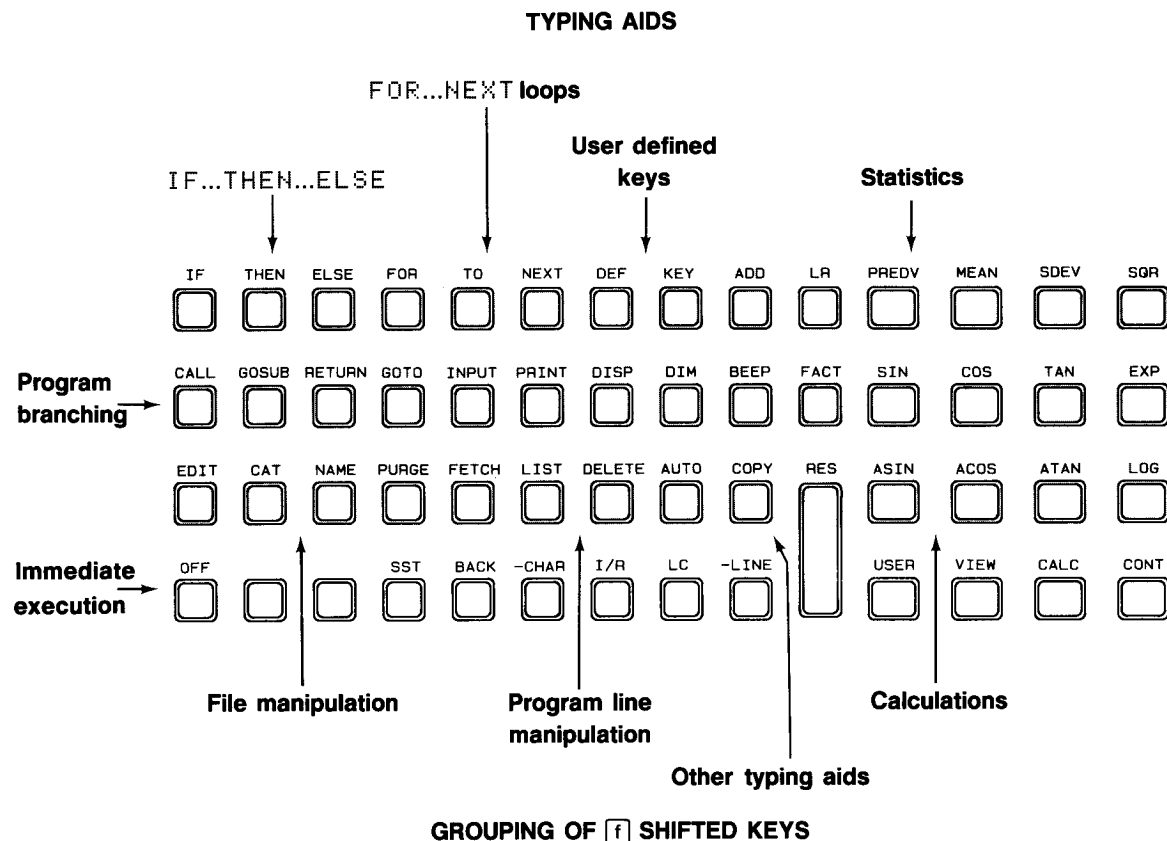 TYPING AIDS
FOR...NEXT loops
User defined
keys
Statistics
IF...THEN...ELSE
IF THEN ELSE FOR TO NEXT DEF KEY ADD LR PREDV MEAN SDEV SQR
Program
branching
CALL GOSUB RETURN GOTO INPUT PRINT DISP DIM BEEP FACT SIN COS TAN EXP
EDIT CAT NAME PURGE FETCH LIST DELETE AUTO COPY RES ASIN ACOS ATAN LOG
Immediate
execution
OFF SST BACK -CHAR I/R LC -LINE USER VIEW CALC CONT
File manipulation
Program line
manipulation
Calculations
Other typing aids
GROUPING OF f SHIFTED KEYS